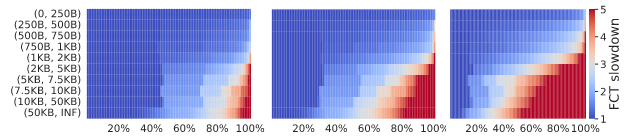 (0, 250B)
(250B, 500B)
(500B, 750B)
(750B, 1KB)
(1KB, 2KB)
(2KB, 5KB)
(5KB, 7.5KB)
(7.5KB, 10KB)
(10KB, 50KB)
(50KB, INF)
20% 40% 60% 80% 100%
20% 40% 60% 80% 100%
20% 40% 60% 80% 100%
5
4
3
2
1
FCT slowdown